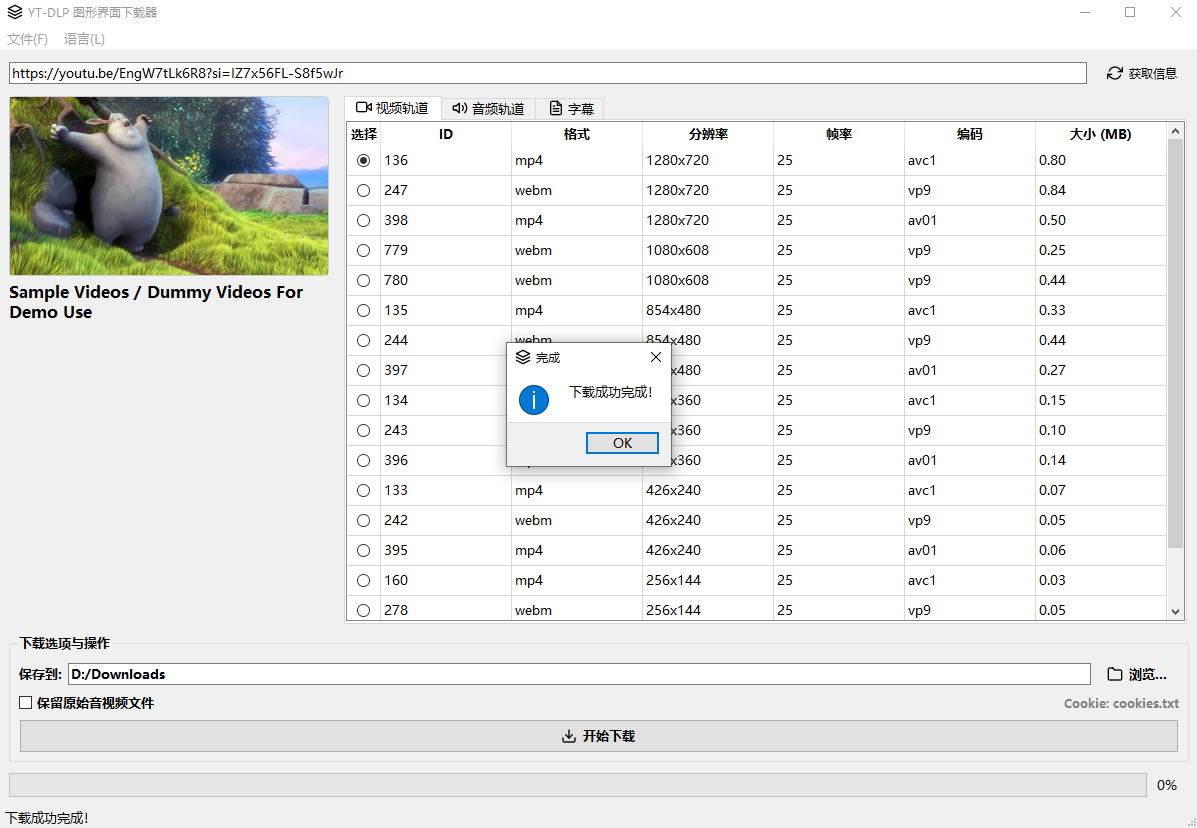 YT-DLP 图形界面下载器
文件(F) 语言(L)
https://youtu.be/EngW7tLk6R8?si=IZ7x56FL-S8f5wJr 获取信息
视频轨道 音频轨道 字幕
Sample Videos / Dummy Videos For
Demo Use
选择 ID 格式 分辨率 帧率 编码 大小 (MB)
136 mp4 1280x720 25 avc1 0.80
247 webm 1280x720 25 vp9 0.84
398 mp4 1280x720 25 av01 0.50
779 webm 1080x608 25 vp9 0.25
780 webm 1080x608 25 vp9 0.44
135 mp4 854x480 25 avc1 0.33
244 webm 854x480 25 vp9 0.44
397 x480 25 av01 0.27
134 x360 25 avc1 0.15
243 x360 25 vp9 0.10
396 x360 25 av01 0.14
133 mp4 426x240 25 avc1 0.07
242 webm 426x240 25 vp9 0.05
395 mp4 426x240 25 av01 0.06
160 mp4 256x144 25 avc1 0.03
278 webm 256x144 25 vp9 0.05
完成
下载成功完成!
OK
下载选项与操作
保存到: D:/Downloads 浏览...
保留原始音视频文件 Cookie: cookies.txt
开始下载
0%
下载成功完成!